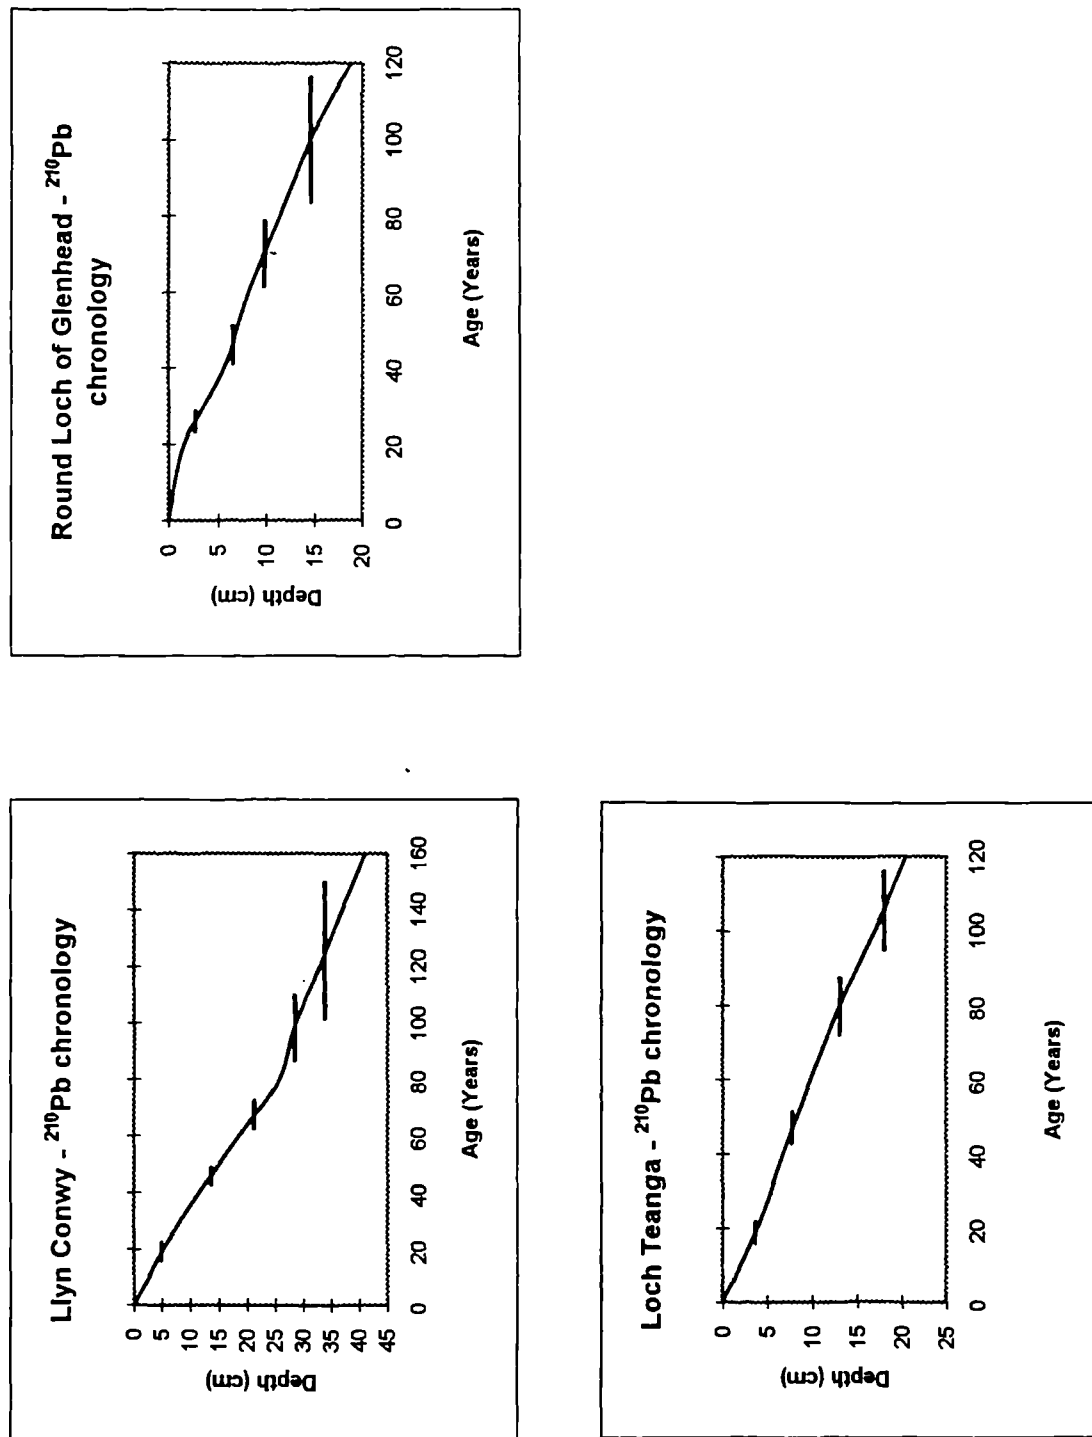 Llyn Conwy - ²¹⁰Pb chronology
Depth (cm)
0
5
10
15
20
25
30
35
40
45
0 20 40 60 80 100 120 140 160
Age (Years)
Round Loch of Glenhead - ²¹⁰Pb
chronology
Depth (cm)
0
5
10
15
20
0 20 40 60 80 100 120
Age (Years)
Loch Teanga - ²¹⁰Pb chronology
Depth (cm)
0
5
10
15
20
25
0 20 40 60 80 100 120
Age (Years)